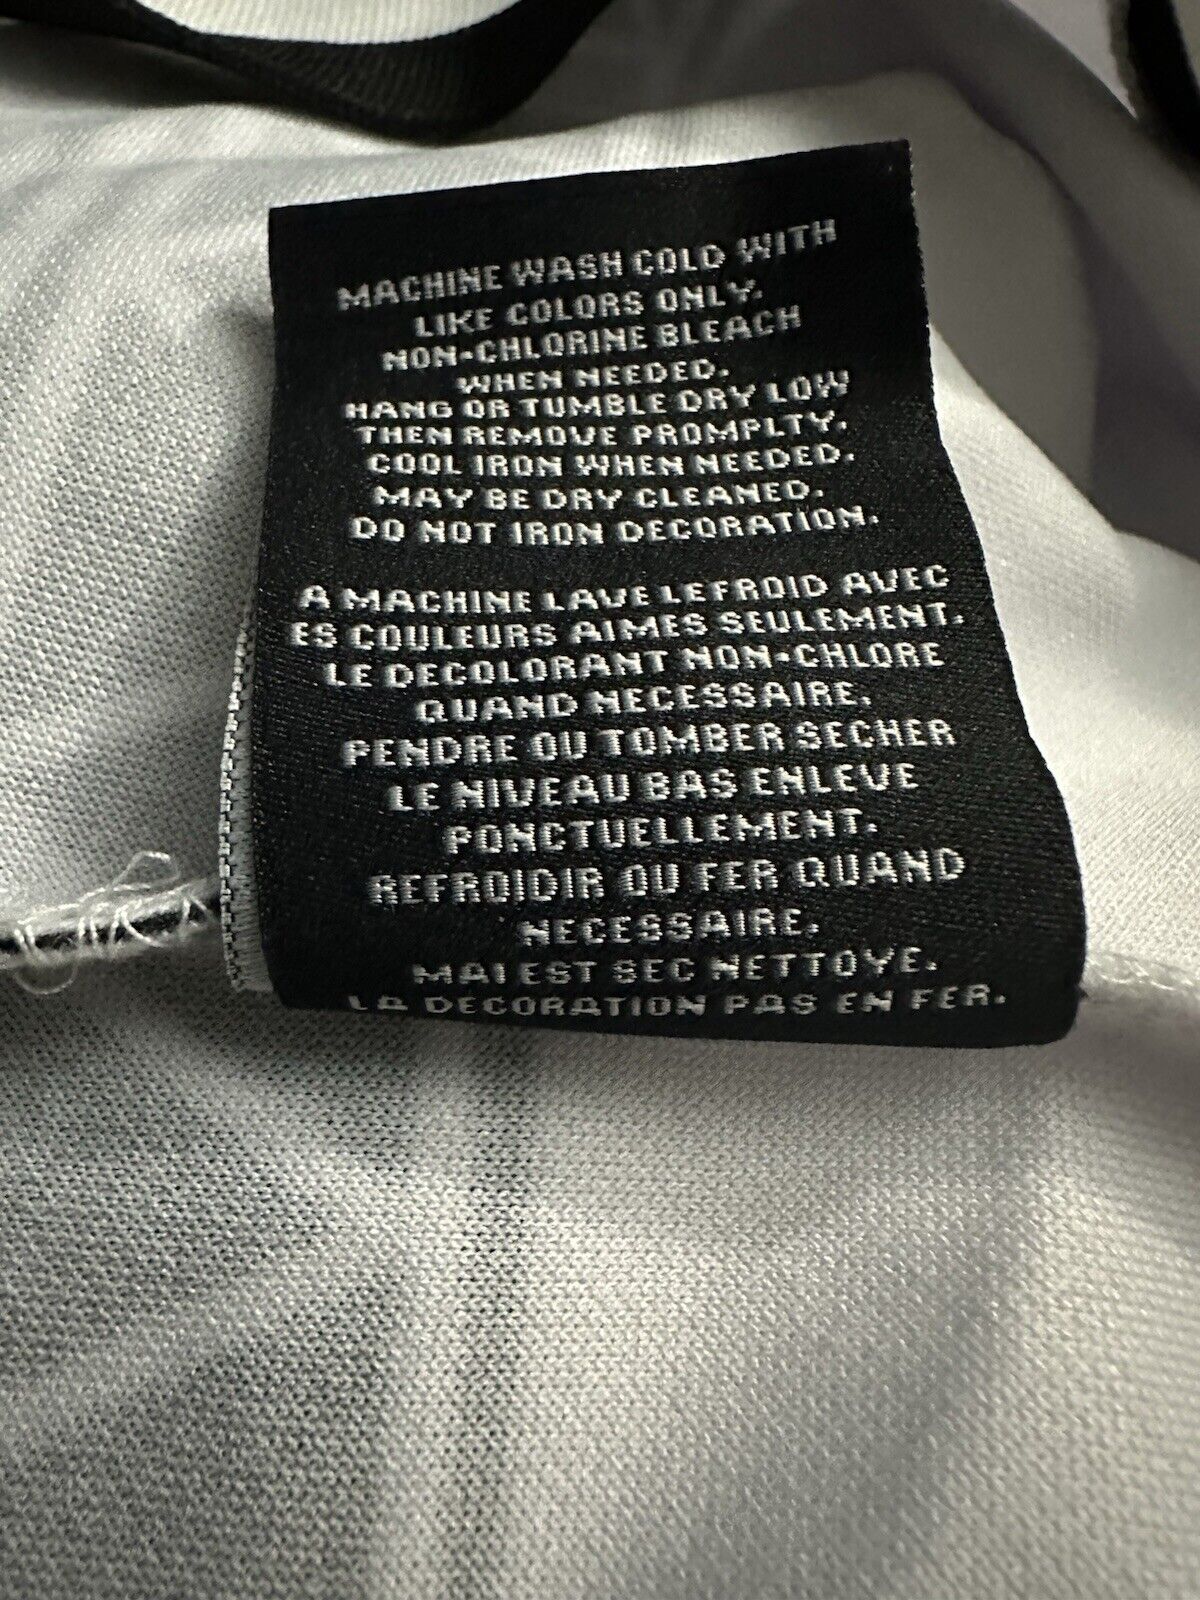 MACHINE WASH COLD WITH
LIKE COLORS ONLY.
NON-CHLORINE BLEACH
WHEN NEEDED.
HANG OR TUMBLE DRY LOW
THEN REMOVE PROMPLTY.
COOL IRON WHEN NEEDED.
MAY BE DRY CLEANED.
DO NOT IRON DECORATION.
A MACHINE LAVE LE FROID AVEC
ES COULEURS AIMES SEULEMENT.
LE DECOLORANT NON-CHLORE
QUAND NECESSAIRE.
PENDRE OU TOMBER SECHER
LE NIVEAU BAS ENLEVE
PONCTUELLEMENT.
REFROIDIR OU FER QUAND
NECESSAIRE.
MAI EST SEC NETTOYE.
LA DECORATION PAS EN FER.